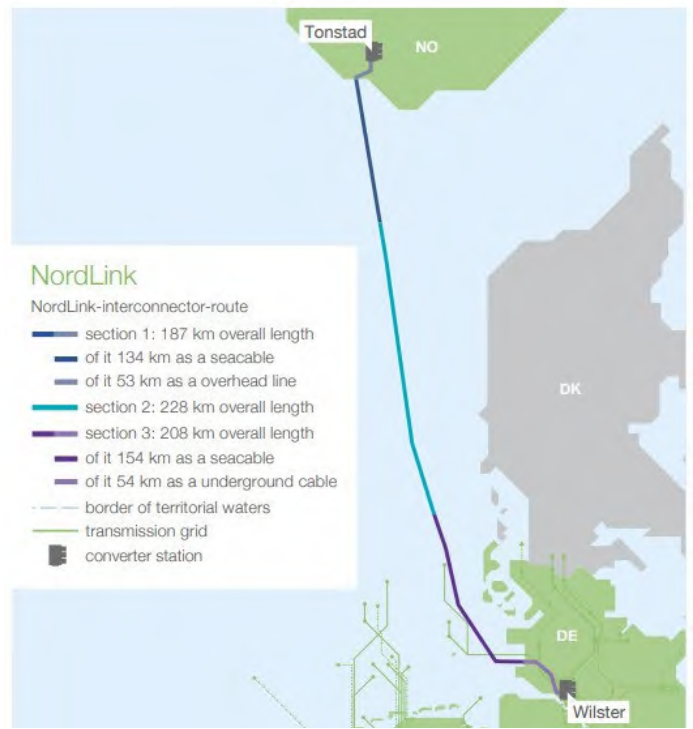 Tonstad
NO
NordLink
NordLink-interconnector-route
section 1: 187 km overall length
of it 134 km as a seacable
of it 53 km as a overhead line
section 2: 228 km overall length
section 3: 208 km overall length
of it 154 km as a seacable
of it 54 km as a underground cable
border of territorial waters
transmission grid
converter station
DK
DE
Wilster